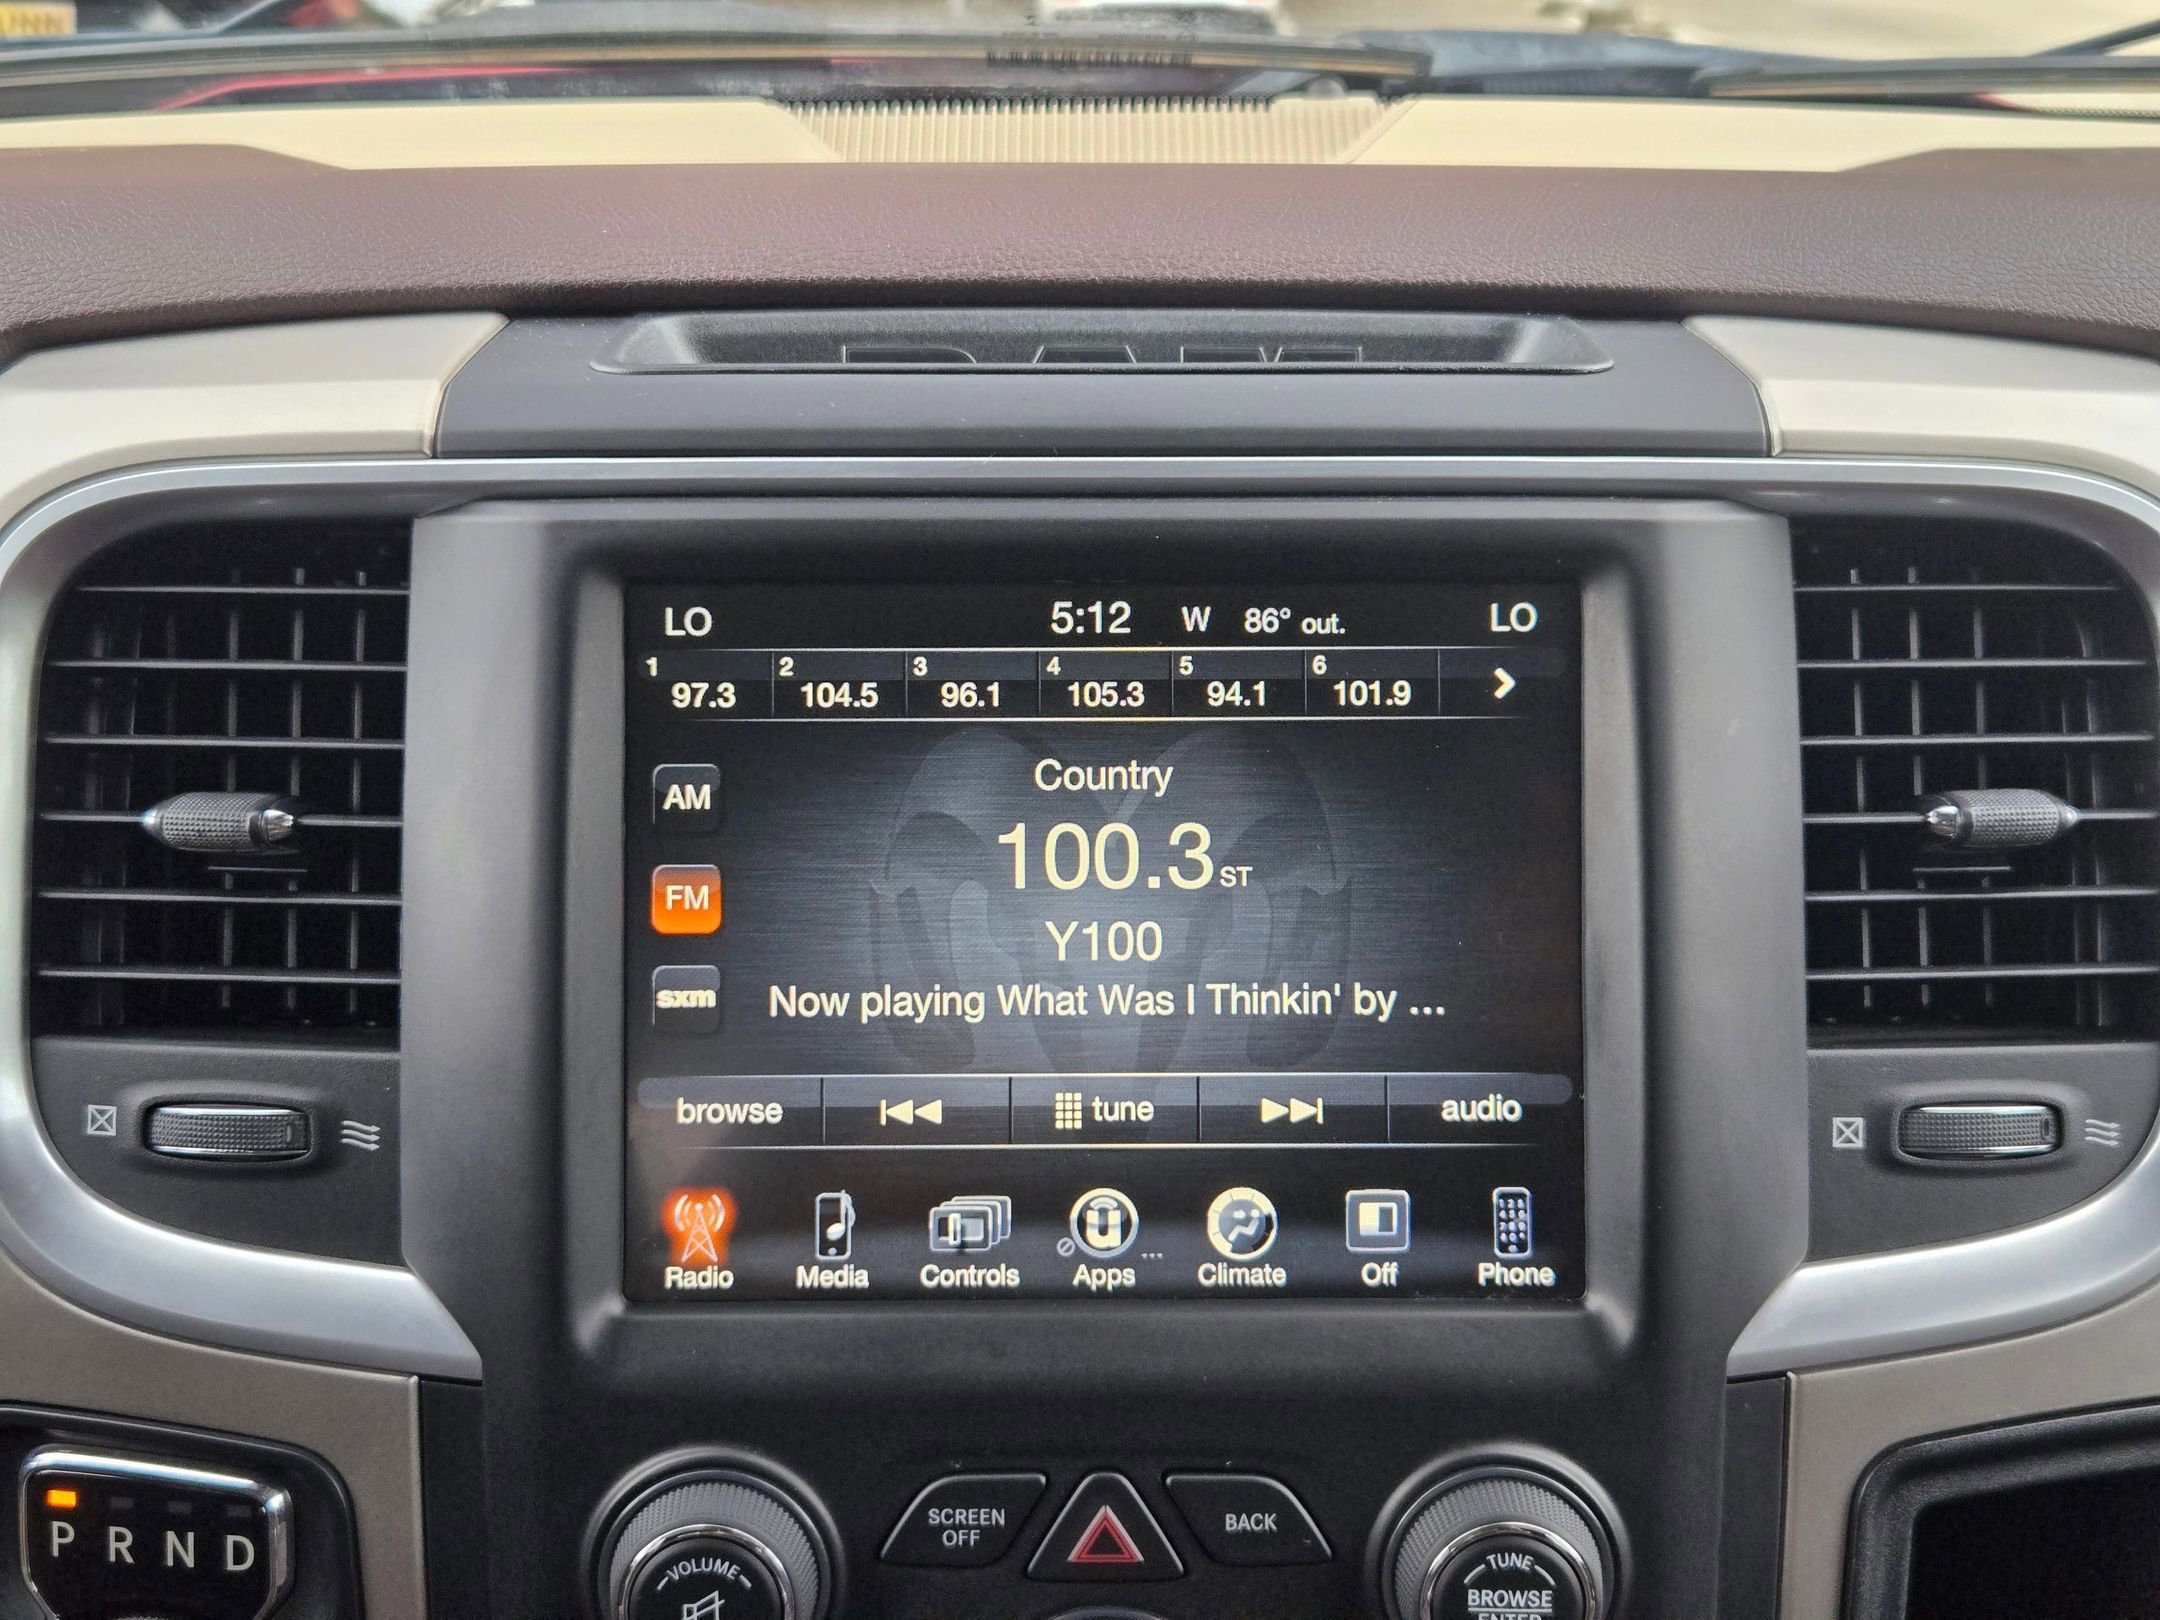 LO 5:12 W 86° out. LO
1 2 3 4 5 6
97.3 104.5 96.1 105.3 94.1 101.9
Country
AM
100.3 ST
FM
Y100
sxm
Now playing What Was I Thinkin' by ...
browse tune audio
Radio Media Controls Apps ... Climate Off Phone
P R N D
SCREEN OFF
BACK
VOLUME
TUNE
BROWSE
ENTER